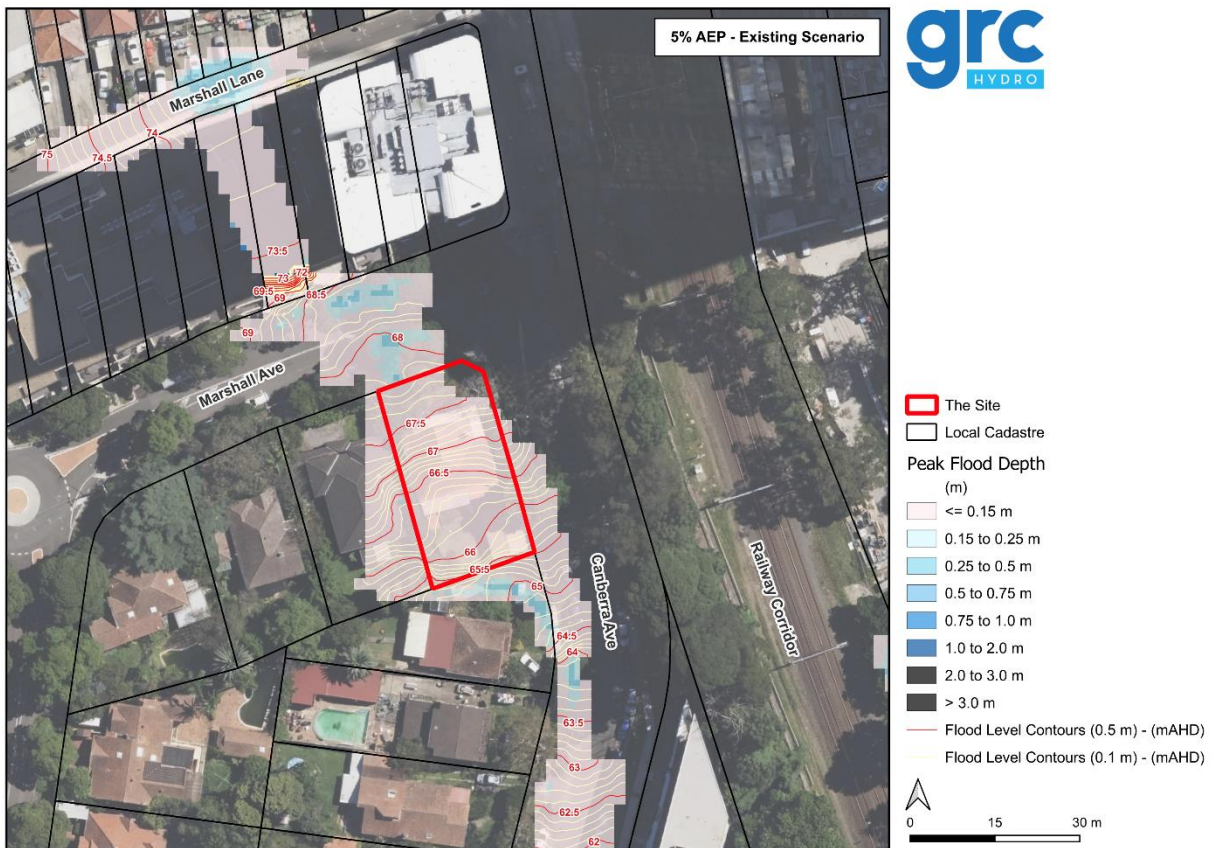 5% AEP - Existing Scenario
grc
HYDRO
Marshall Lane
75
74.5
74
73.5
73
72
69.5
69
68.5
69
68
Marshall Ave
67.5
67
66.5
66
65.5
65
64.5
64
63.5
63
62.5
62
Canberra Ave
Railway Corridor
The Site
Local Cadastre
Peak Flood Depth
(m)
<= 0.15 m
0.15 to 0.25 m
0.25 to 0.5 m
0.5 to 0.75 m
0.75 to 1.0 m
1.0 to 2.0 m
2.0 to 3.0 m
> 3.0 m
Flood Level Contours (0.5 m) - (mAHD)
Flood Level Contours (0.1 m) - (mAHD)
0 15 30 m